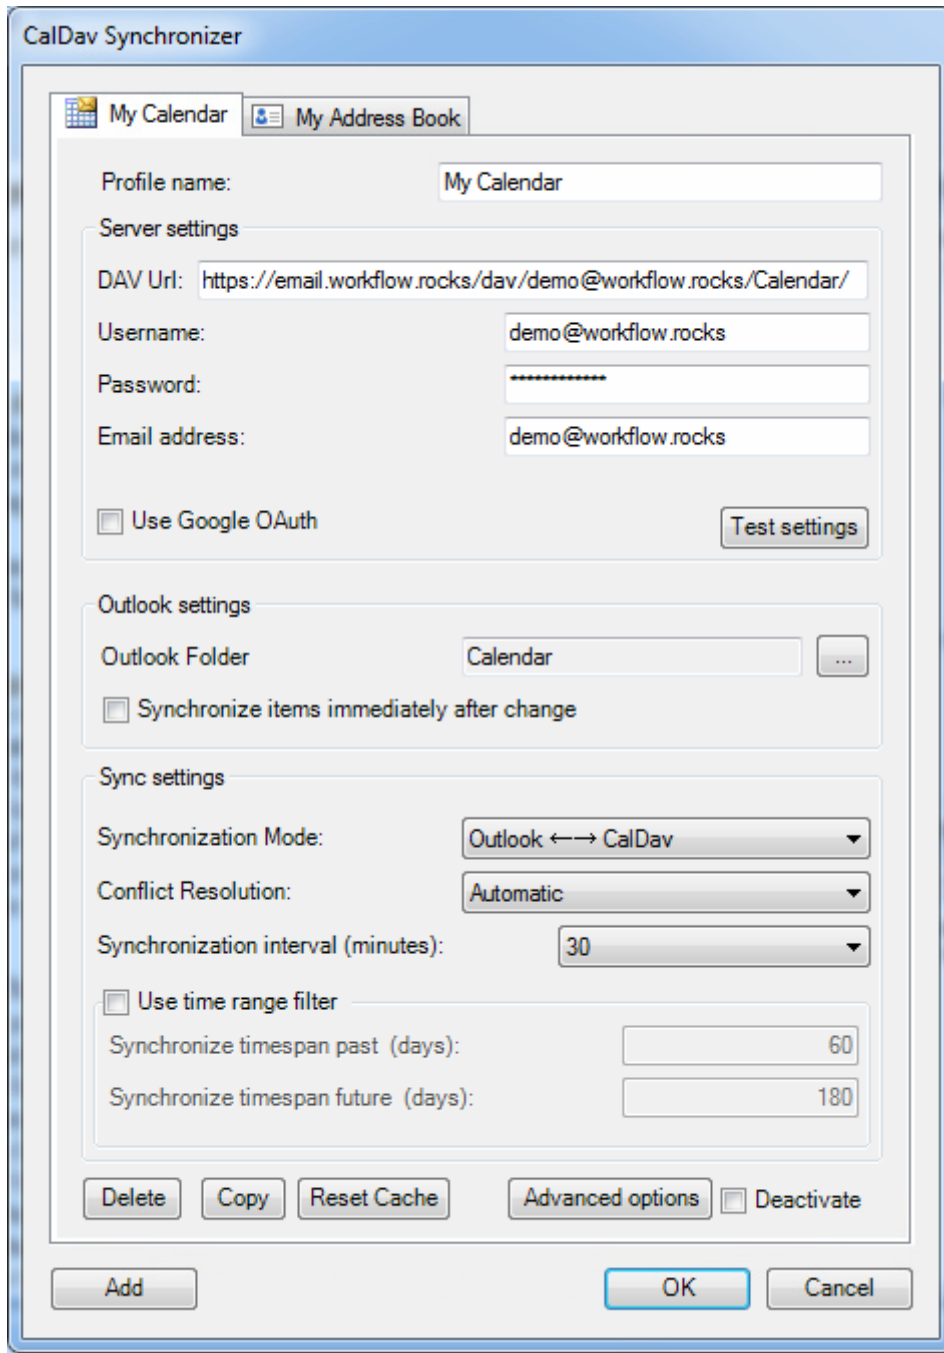 CalDav Synchronizer
My Calendar My Address Book
Profile name: My Calendar
Server settings
DAV Url: https://email.workflow.rocks/dav/demo@workflow.rocks/Calendar/
Username: demo@workflow.rocks
Password: ************
Email address: demo@workflow.rocks
Use Google OAuth Test settings
Outlook settings
Outlook Folder Calendar ...
Synchronize items immediately after change
Sync settings
Synchronization Mode: Outlook ←→ CalDav
Conflict Resolution: Automatic
Synchronization interval (minutes): 30
Use time range filter
Synchronize timespan past (days): 60
Synchronize timespan future (days): 180
Delete Copy Reset Cache Advanced options Deactivate
Add OK Cancel